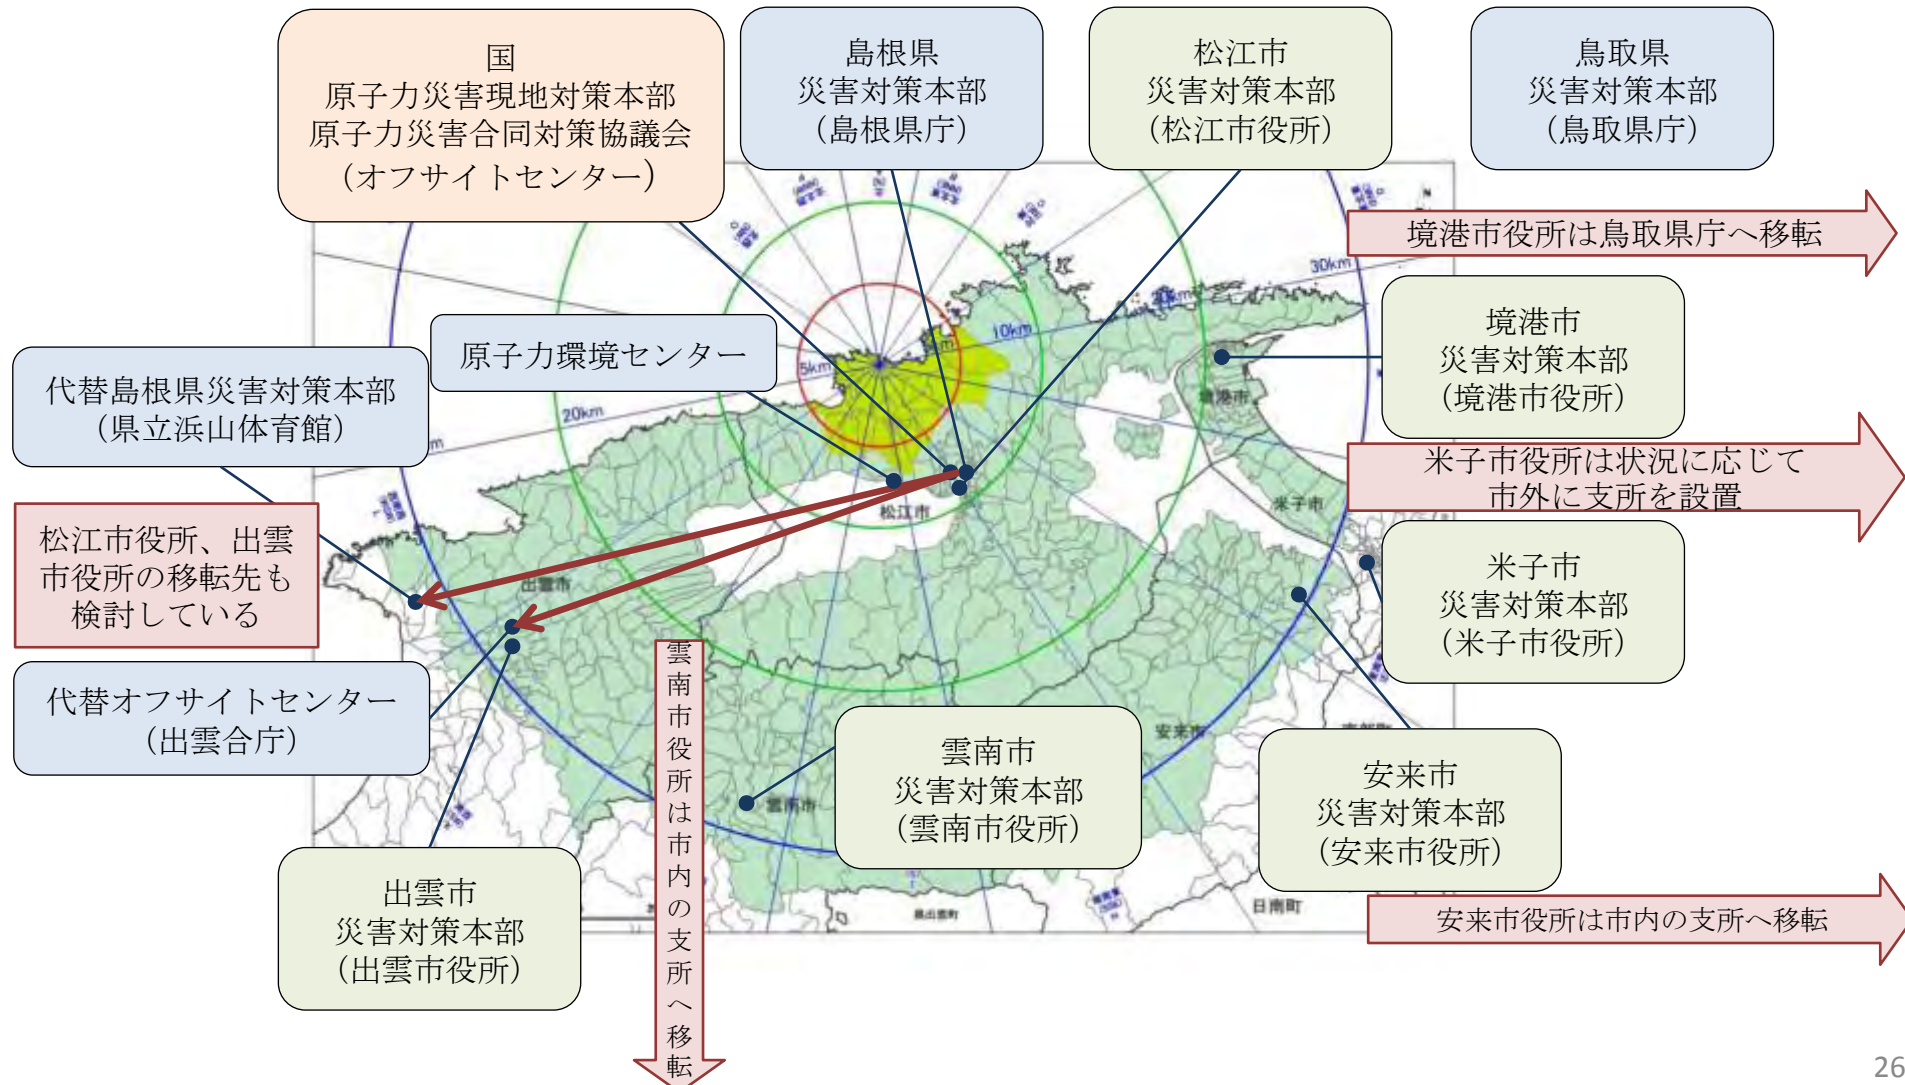 国
原子力災害現地対策本部
原子力災害合同対策協議会
（オフサイトセンター）
島根県
災害対策本部
（島根県庁）
松江市
災害対策本部
（松江市役所）
鳥取県
災害対策本部
（鳥取県庁）
境港市役所は鳥取県庁へ移転
30km
10km
5km
20km
原子力環境センター
境港市
災害対策本部
（境港市役所）
境港市
代替島根県災害対策本部
（県立浜山体育館）
米子市役所は状況に応じて
市外に支所を設置
米子市
松江市
松江市役所、出雲
市役所の移転先も
検討している
出雲市
米子市
災害対策本部
（米子市役所）
代替オフサイトセンター
（出雲合庁）
雲南市役所は市内の支所へ移転
雲南市
災害対策本部
（雲南市役所）
雲南市
安来市
安来市
災害対策本部
（安来市役所）
出雲市
災害対策本部
（出雲市役所）
日南町
安来市役所は市内の支所へ移転
26